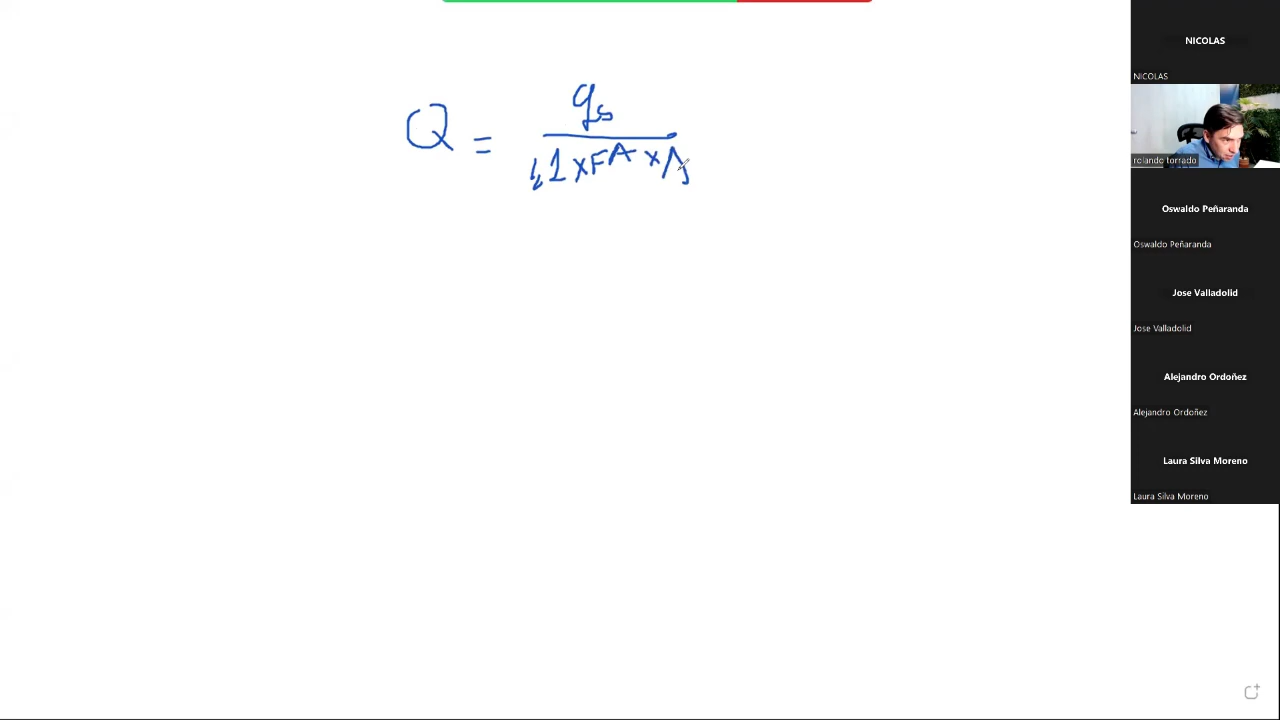 Q = qs
1,1 x FA x
NICOLAS
NICOLAS
rolando torrado
Oswaldo Peñaranda
Oswaldo Peñaranda
Jose Valladolid
Jose Valladolid
Alejandro Ordoñez
Alejandro Ordoñez
Laura Silva Moreno
Laura Silva Moreno